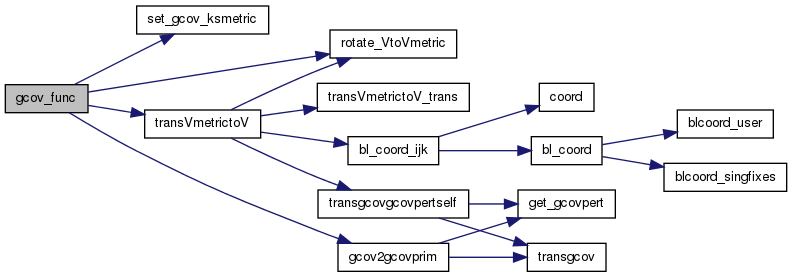 set_gcov_ksmetric
rotate_VtoVmetric
gcov_func
transVmetrictoV_trans
coord
transVmetrictoV
blcoord_user
bl_coord_ijk
bl_coord
blcoord_singfixes
transgcovgcovpertself
get_gcovpert
gcov2gcovprim
transgcov